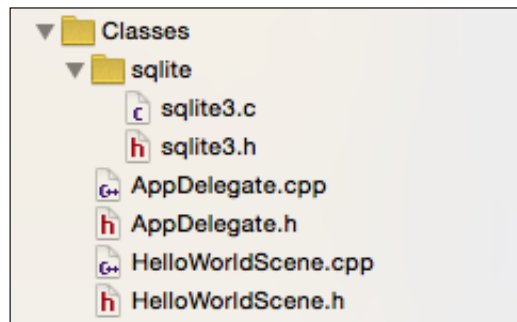 Classes
sqlite
c sqlite3.c
h sqlite3.h
C++ AppDelegate.cpp
h AppDelegate.h
C++ HelloWorldScene.cpp
h HelloWorldScene.h